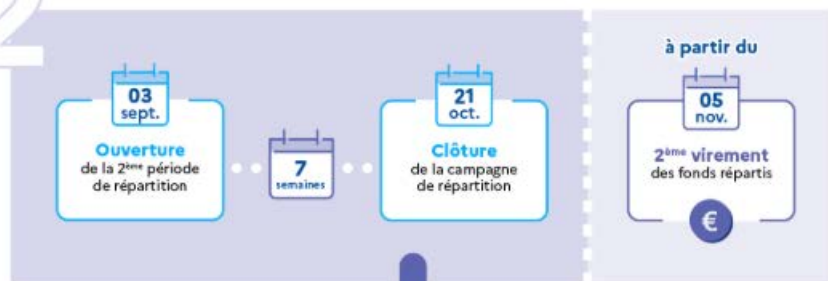 2
03
sept.
Ouverture
de la 2ème période
de répartition
7
semaines
21
oct.
Clôture
de la campagne
de répartition
à partir du
05
nov.
2ème virement
des fonds répartis
€